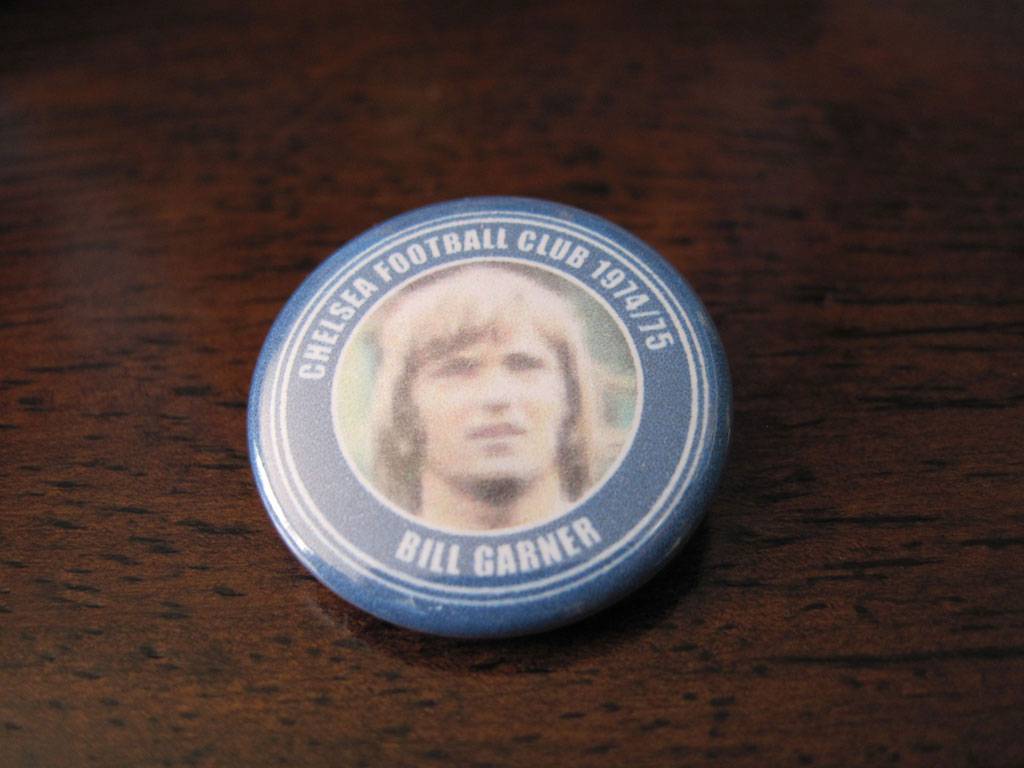 CHELSEA FOOTBALL CLUB 1974/75
BILL GARNER